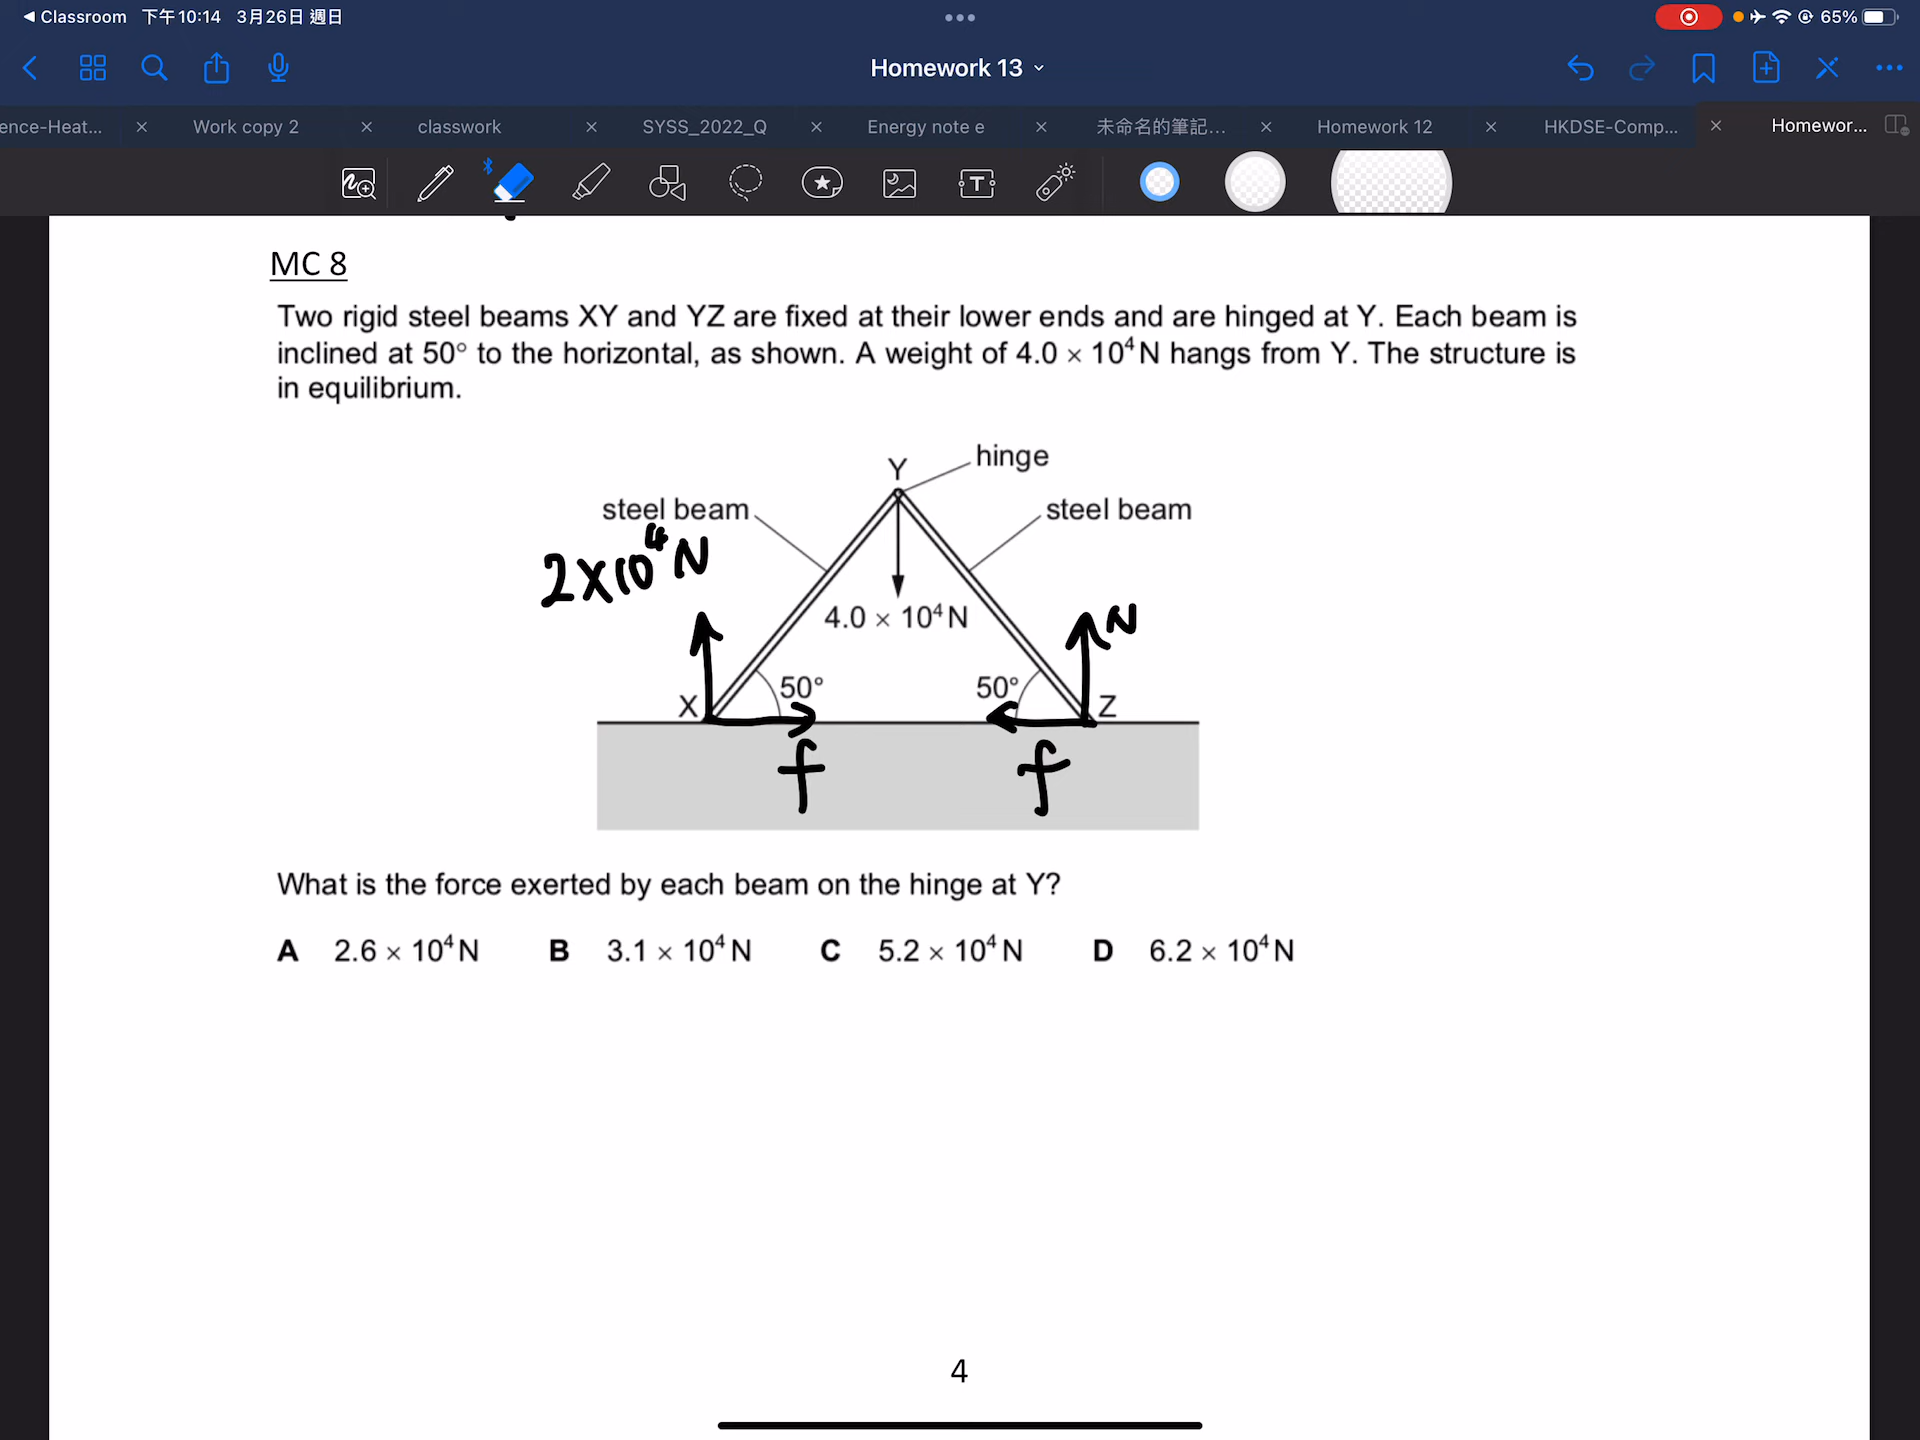 Classroom 下午10:14 3月26日 週日
65%
Homework 13
ence-Heat... Work copy 2 classwork SYSS_2022_Q Energy note e 未命名的筆記... Homework 12 HKDSE-Comp... Homewor...
MC 8
Two rigid steel beams XY and YZ are fixed at their lower ends and are hinged at Y. Each beam is
inclined at 50° to the horizontal, as shown. A weight of 4.0 × 10⁴ N hangs from Y. The structure is
in equilibrium.
Y hinge
steel beam steel beam
2×10⁴N
4.0 × 10⁴ N N
X 50° 50° Z
f f
What is the force exerted by each beam on the hinge at Y?
A 2.6 × 10⁴ N B 3.1 × 10⁴ N C 5.2 × 10⁴ N D 6.2 × 10⁴ N
4